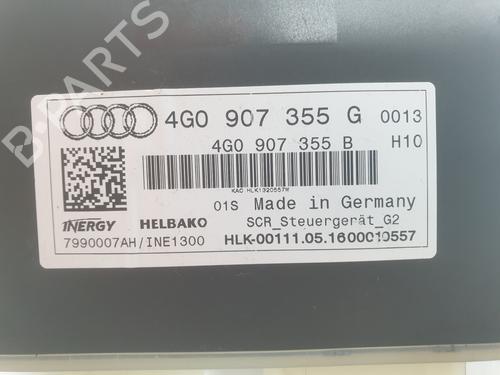 B-PARTS
4G0 907 355 G 0013
4G0 907 355 B H10
KAC HLK1320557W
01S Made in Germany
INERGY HELBAKO SCR_Steuergerät_G2
7990007AH/INE1300 HLK-00111.05.1600010557